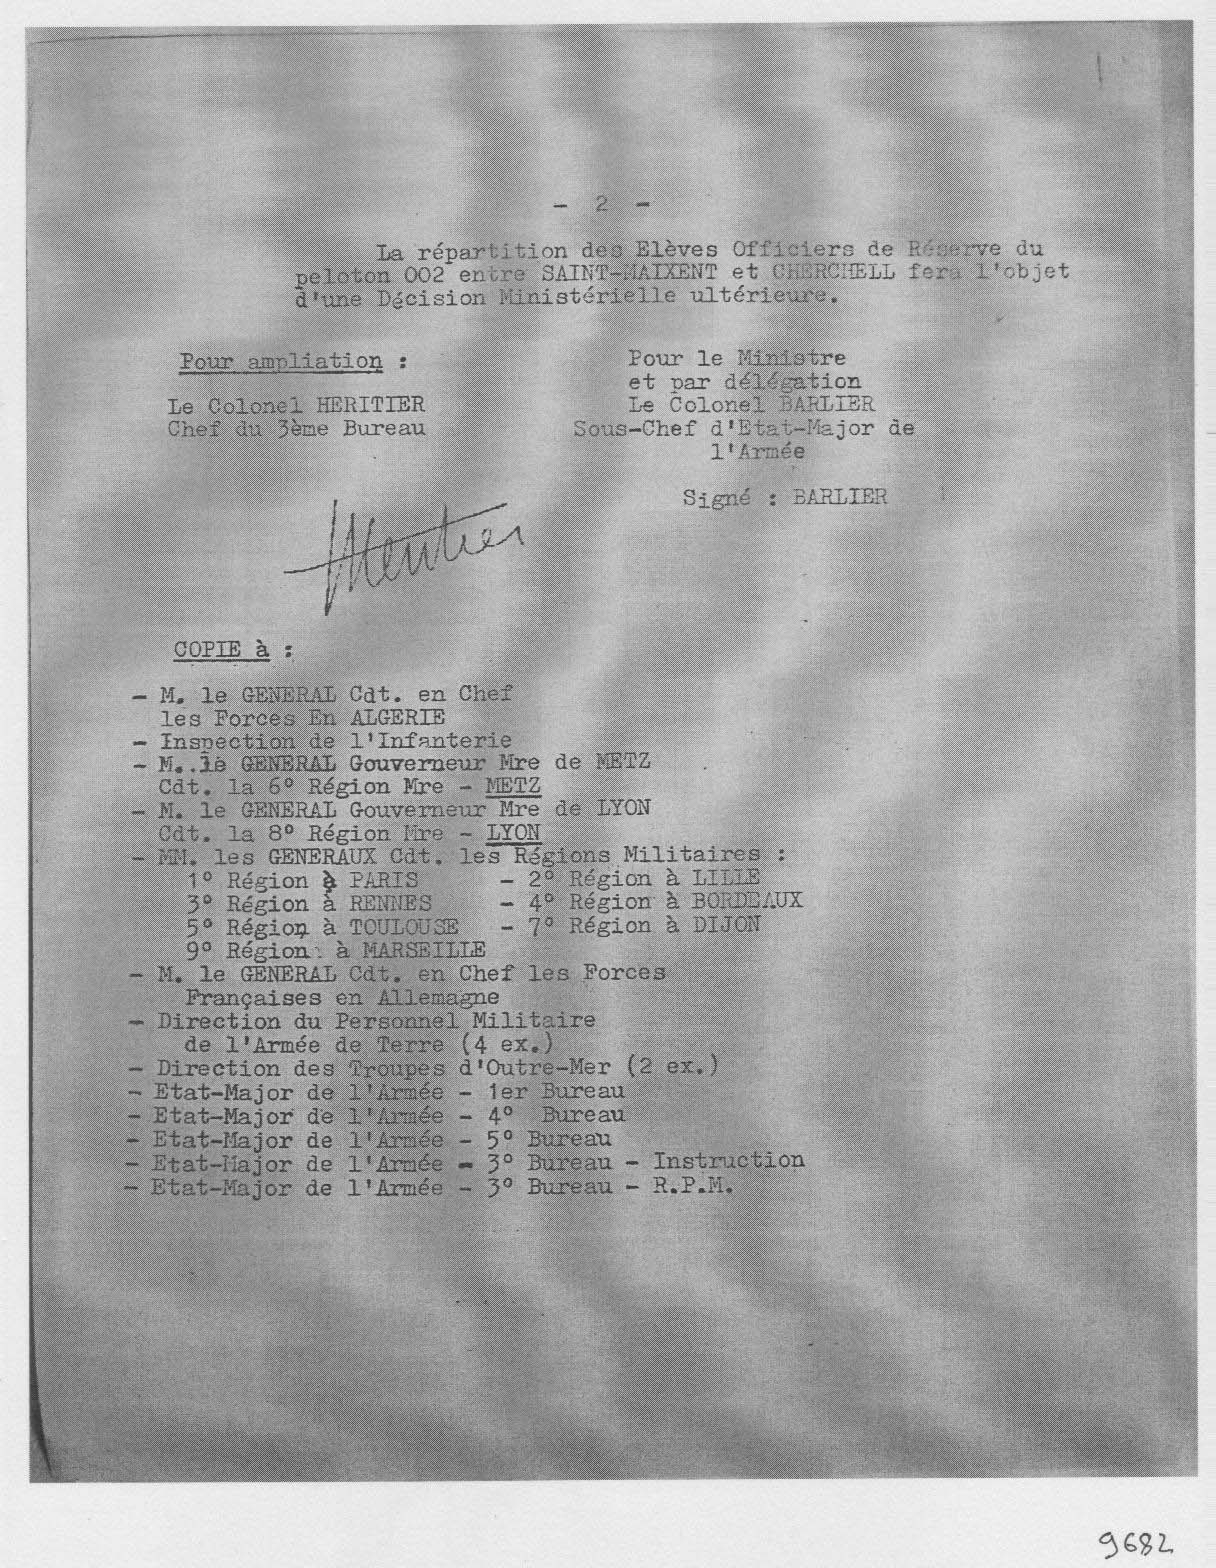 - 2 -
La répartition des Elèves Officiers de Réserve du
peloton 002 entre SAINT-MAIXENT et CHERCHELL fera l'objet
d'une Décision Ministérielle ultérieure.
Pour ampliation :
Le Colonel HERITIER
Chef du 3ème Bureau
Pour le Ministre
et par délégation
Le Colonel BARLIER
Sous-Chef d'Etat-Major de
l'Armée
Signé : BARLIER
Heritier
COPIE à :
- M. le GENERAL Cdt. en Chef
les Forces En ALGERIE
- Inspection de l'Infanterie
- M..le GENERAL Gouverneur Mre de METZ
Cdt. la 6° Région Mre - METZ
- M. le GENERAL Gouverneur Mre de LYON
Cdt. la 8° Région Mre - LYON
- MM. les GENERAUX Cdt. les Régions Militaires :
1° Région à PARIS - 2° Région à LILLE
3° Région à RENNES - 4° Région à BORDEAUX
5° Région à TOULOUSE - 7° Région à DIJON
9° Région à MARSEILLE
- M. le GENERAL Cdt. en Chef les Forces
Françaises en Allemagne
- Direction du Personnel Militaire
de l'Armée de Terre (4 ex.)
- Direction des Troupes d'Outre-Mer (2 ex.)
- Etat-Major de l'Armée - 1er Bureau
- Etat-Major de l'Armée - 4° Bureau
- Etat-Major de l'Armée - 5° Bureau
- Etat-Major de l'Armée - 3° Bureau - Instruction
- Etat-Major de l'Armée - 3° Bureau - R.P.M.
9682